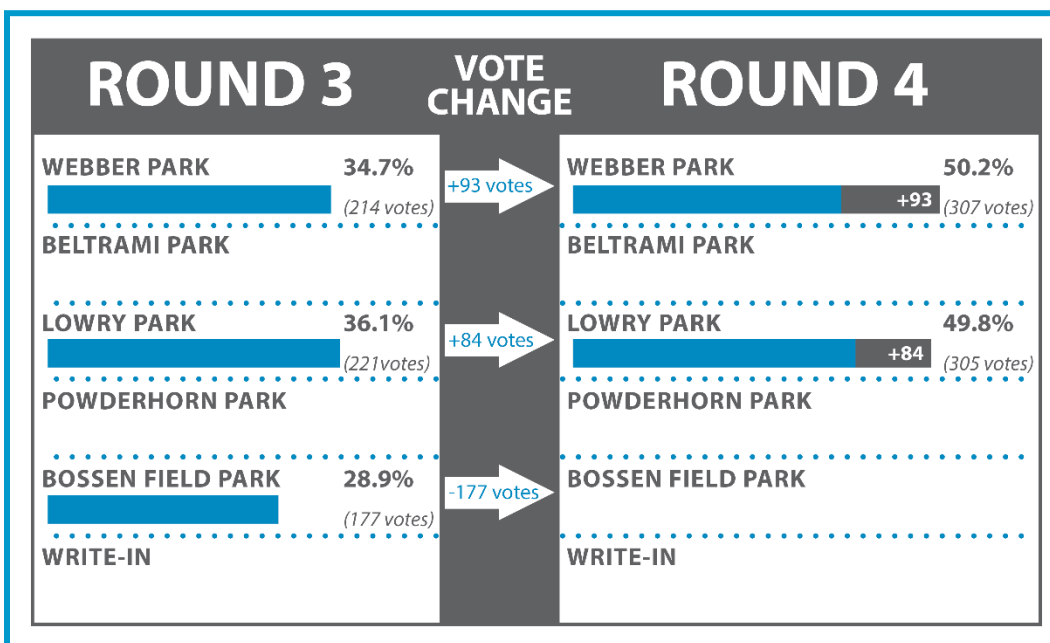 ROUND 3
VOTE
CHANGE
ROUND 4
WEBBER PARK 34.7%
(214 votes)
+93 votes
WEBBER PARK 50.2%
+93 (307 votes)
BELTRAMI PARK
BELTRAMI PARK
LOWRY PARK 36.1%
(221votes)
+84 votes
LOWRY PARK 49.8%
+84 (305 votes)
POWDERHORN PARK
POWDERHORN PARK
BOSSEN FIELD PARK 28.9%
(177 votes)
-177 votes
BOSSEN FIELD PARK
WRITE-IN
WRITE-IN